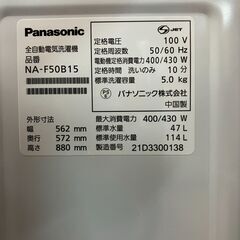 Panasonic
全自動電気洗濯機
品番
NA-F50B15
JET
定格電圧 100 V
定格周波数 50/60 Hz
電動機定格消費電力 400/430 W
定格時間 洗いのみ 10 分
標準洗濯容量 5.0 kg
パナソニック株式会社
中国製
外形寸法
幅 562 mm
奥行 572 mm
高さ 880 mm
最大消費電力 400/430 W
標準水量 47 L
標準使用水量 114 L
製造番号 21D3300138